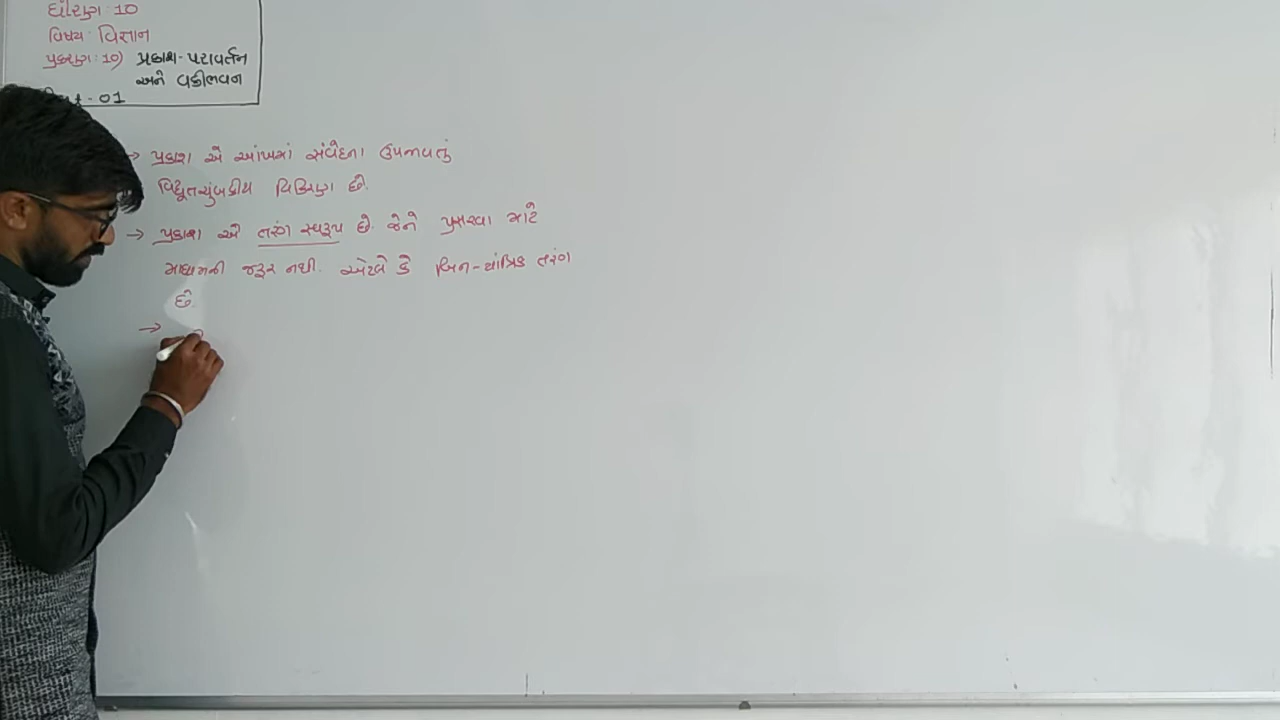 ધોરણ : 10
વિષય : વિજ્ઞાન
પ્રકરણ : 10) પ્રકાશ - પરાવર્તન
અને વક્રીભવન
- 01
→ પ્રકાશ એ આંખમાં સંવેદના ઉપજાવતું
વિદ્યુતચુંબકીય વિકિરણ છે.
→ પ્રકાશ એ તરંગ સ્વરૂપ છે. જેને પ્રસરવા માટે
માધ્યમની જરૂર નથી. એટલે કે બિન-યાંત્રિક તરંગ
છે.
→